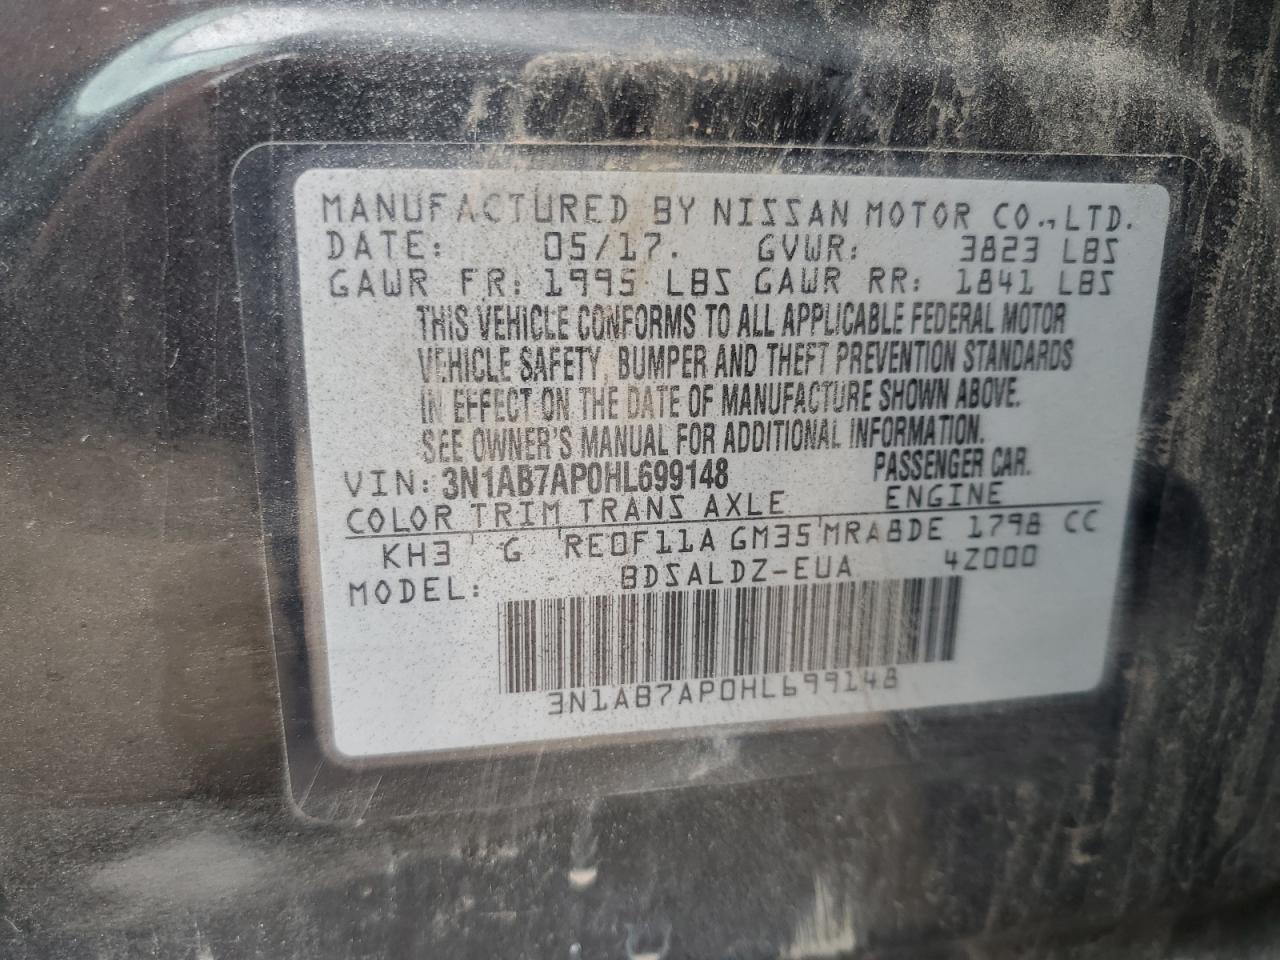 MANUFACTURED BY NISSAN MOTOR CO.,LTD.
DATE: 05/17. GVWR: 3823 LBS
GAWR FR: 1995 LBS GAWR RR: 1841 LBS
THIS VEHICLE CONFORMS TO ALL APPLICABLE FEDERAL MOTOR
VEHICLE SAFETY, BUMPER AND THEFT PREVENTION STANDARDS
IN EFFECT ON THE DATE OF MANUFACTURE SHOWN ABOVE.
SEE OWNER'S MANUAL FOR ADDITIONAL INFORMATION.
VIN: 3N1AB7AP0HL699148 PASSENGER CAR.
COLOR TRIM TRANS AXLE ENGINE
KH3 G RE0F11A GM35 MRA8DE 1798 CC
MODEL: BDSALDZ-EUA 4Z000
3N1AB7AP0HL699148